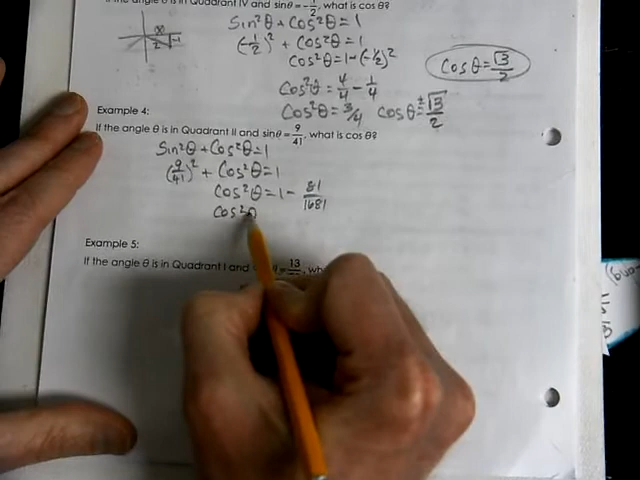 If the angle θ is in Quadrant IV and sinθ = -1/2, what is cos θ?
Sin²θ + Cos²θ = 1
(-1/2)² + Cos²θ = 1
Cos²θ = 1 - (-1/2)²
Cos²θ = 4/4 - 1/4
Cos²θ = 3/4 Cosθ = ±√3/2
Cosθ = √3/2
Example 4:
If the angle θ is in Quadrant II and sinθ = 9/41, what is cos θ?
Sin²θ + Cos²θ = 1
(9/41)² + Cos²θ = 1
Cos²θ = 1 - 81/1681
Cos²θ
Example 5:
If the angle θ is in Quadrant I and